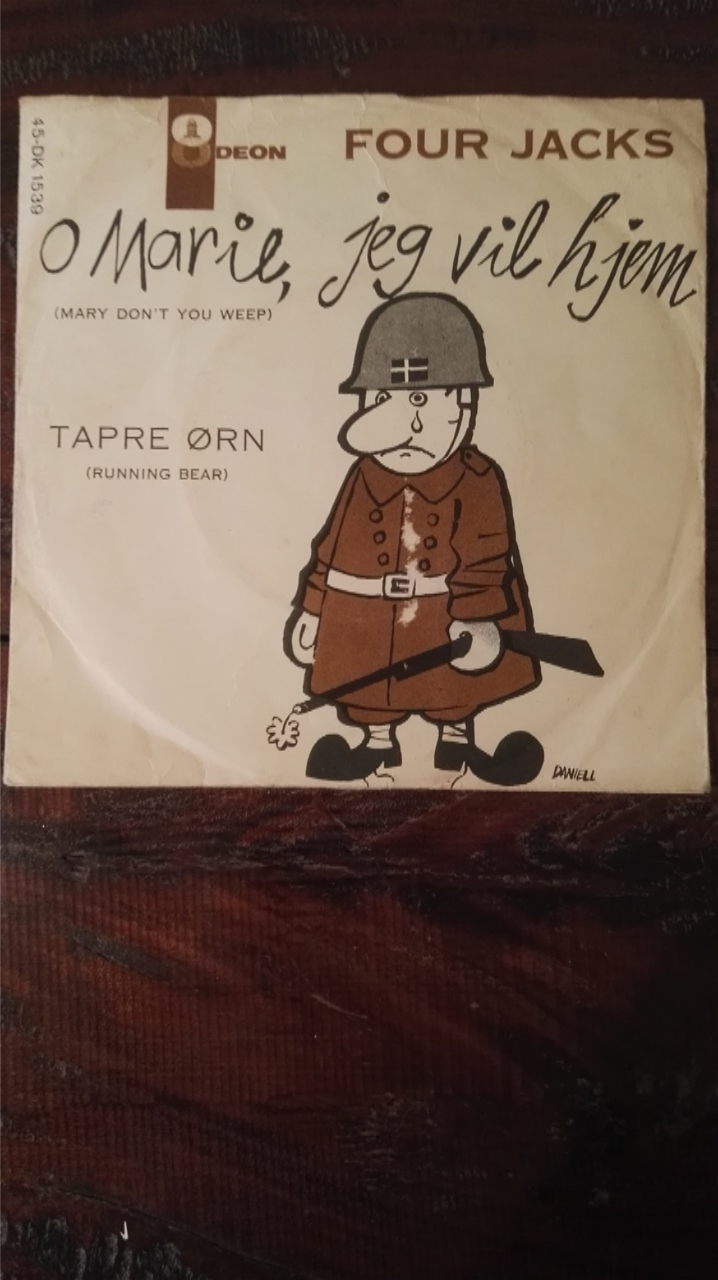 45-DK 1539
ODEON
FOUR JACKS
O Marie, jeg vil hjem
(MARY DON'T YOU WEEP)
TAPRE ØRN
(RUNNING BEAR)
DANIELL